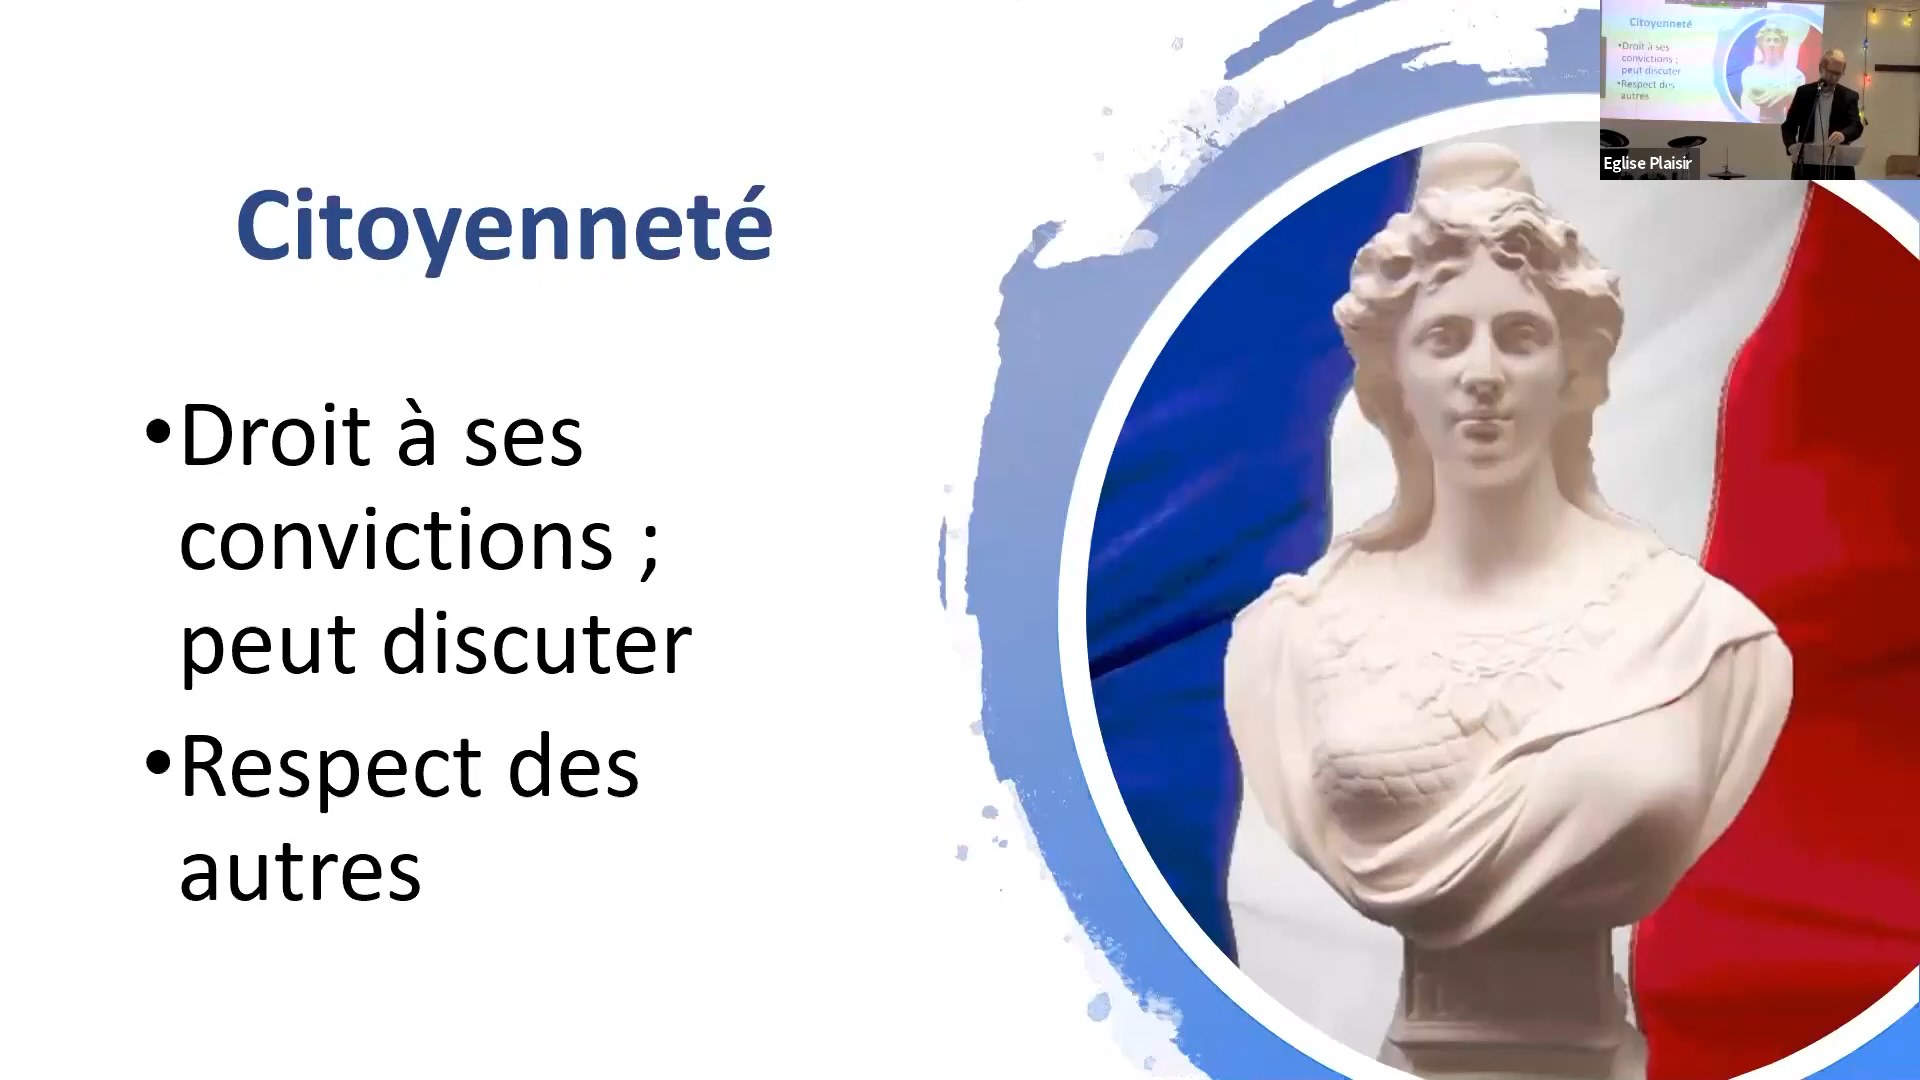 Citoyenneté
•Droit à ses
convictions ;
peut discuter
•Respect des
autres
Citoyenneté
•Droit à ses
convictions ;
peut discuter
•Respect des
autres
Eglise Plaisir